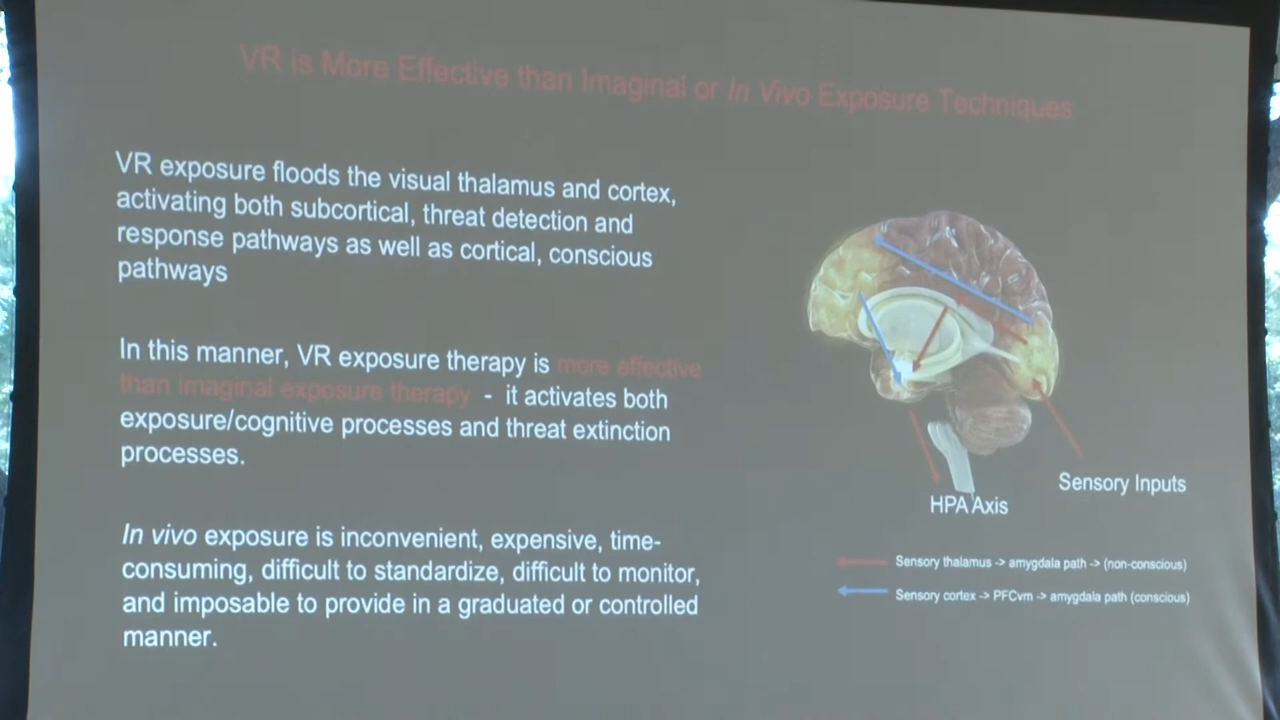 VR is More Effective than Imaginal or In Vivo Exposure Techniques
VR exposure floods the visual thalamus and cortex,
activating both subcortical, threat detection and
response pathways as well as cortical, conscious
pathways
In this manner, VR exposure therapy is more effective
than imaginal exposure therapy - it activates both
exposure/cognitive processes and threat extinction
processes.
In vivo exposure is inconvenient, expensive, time-
consuming, difficult to standardize, difficult to monitor,
and imposable to provide in a graduated or controlled
manner.
Sensory Inputs
HPA Axis
Sensory thalamus -> amygdala path -> (non-conscious)
Sensory cortex -> PFCvm -> amygdala path (conscious)